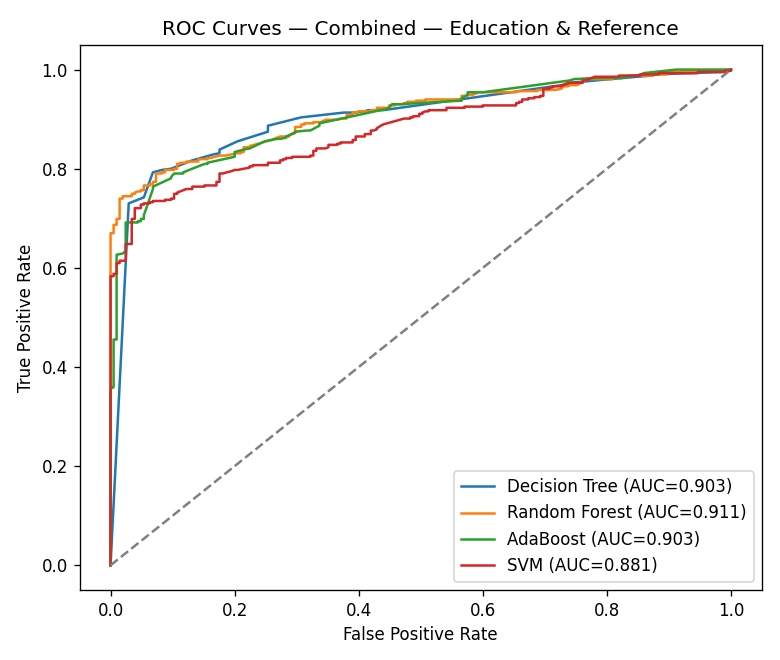 ROC Curves — Combined — Education & Reference
True Positive Rate
1.0
0.8
0.6
0.4
0.2
0.0
Decision Tree (AUC=0.903)
Random Forest (AUC=0.911)
AdaBoost (AUC=0.903)
SVM (AUC=0.881)
0.0 0.2 0.4 0.6 0.8 1.0
False Positive Rate